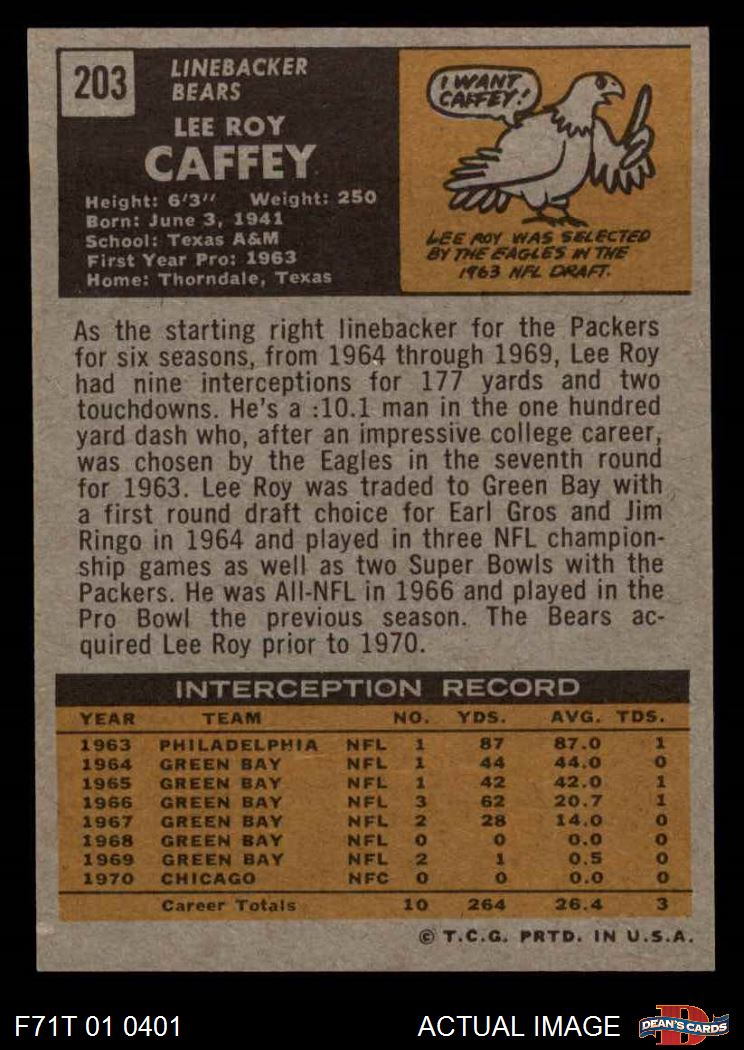 203
LINEBACKER
BEARS
LEE ROY
CAFFEY
Height: 6'3" Weight: 250
Born: June 3, 1941
School: Texas A&M
First Year Pro: 1963
Home: Thorndale, Texas
I WANT
CAFFEY!
LEE ROY WAS SELECTED
BY THE EAGLES IN THE
1963 NFL DRAFT.
As the starting right linebacker for the Packers
for six seasons, from 1964 through 1969, Lee Roy
had nine interceptions for 177 yards and two
touchdowns. He's a :10.1 man in the one hundred
yard dash who, after an impressive college career,
was chosen by the Eagles in the seventh round
for 1963. Lee Roy was traded to Green Bay with
a first round draft choice for Earl Gros and Jim
Ringo in 1964 and played in three NFL champion-
ship games as well as two Super Bowls with the
Packers. He was All-NFL in 1966 and played in the
Pro Bowl the previous season. The Bears ac-
quired Lee Roy prior to 1970.
INTERCEPTION RECORD
YEAR TEAM NO. YDS. AVG. TDS.
1963 PHILADELPHIA NFL 1 87 87.0 1
1964 GREEN BAY NFL 1 44 44.0 0
1965 GREEN BAY NFL 1 42 42.0 1
1966 GREEN BAY NFL 3 62 20.7 1
1967 GREEN BAY NFL 2 28 14.0 0
1968 GREEN BAY NFL 0 0 0.0 0
1969 GREEN BAY NFL 2 1 0.5 0
1970 CHICAGO NFC 0 0 0.0 0
Career Totals 10 264 26.4 3
© T.C.G. PRTD. IN U.S.A.
F71T 01 0401 ACTUAL IMAGE
D
DEAN'S CARDS